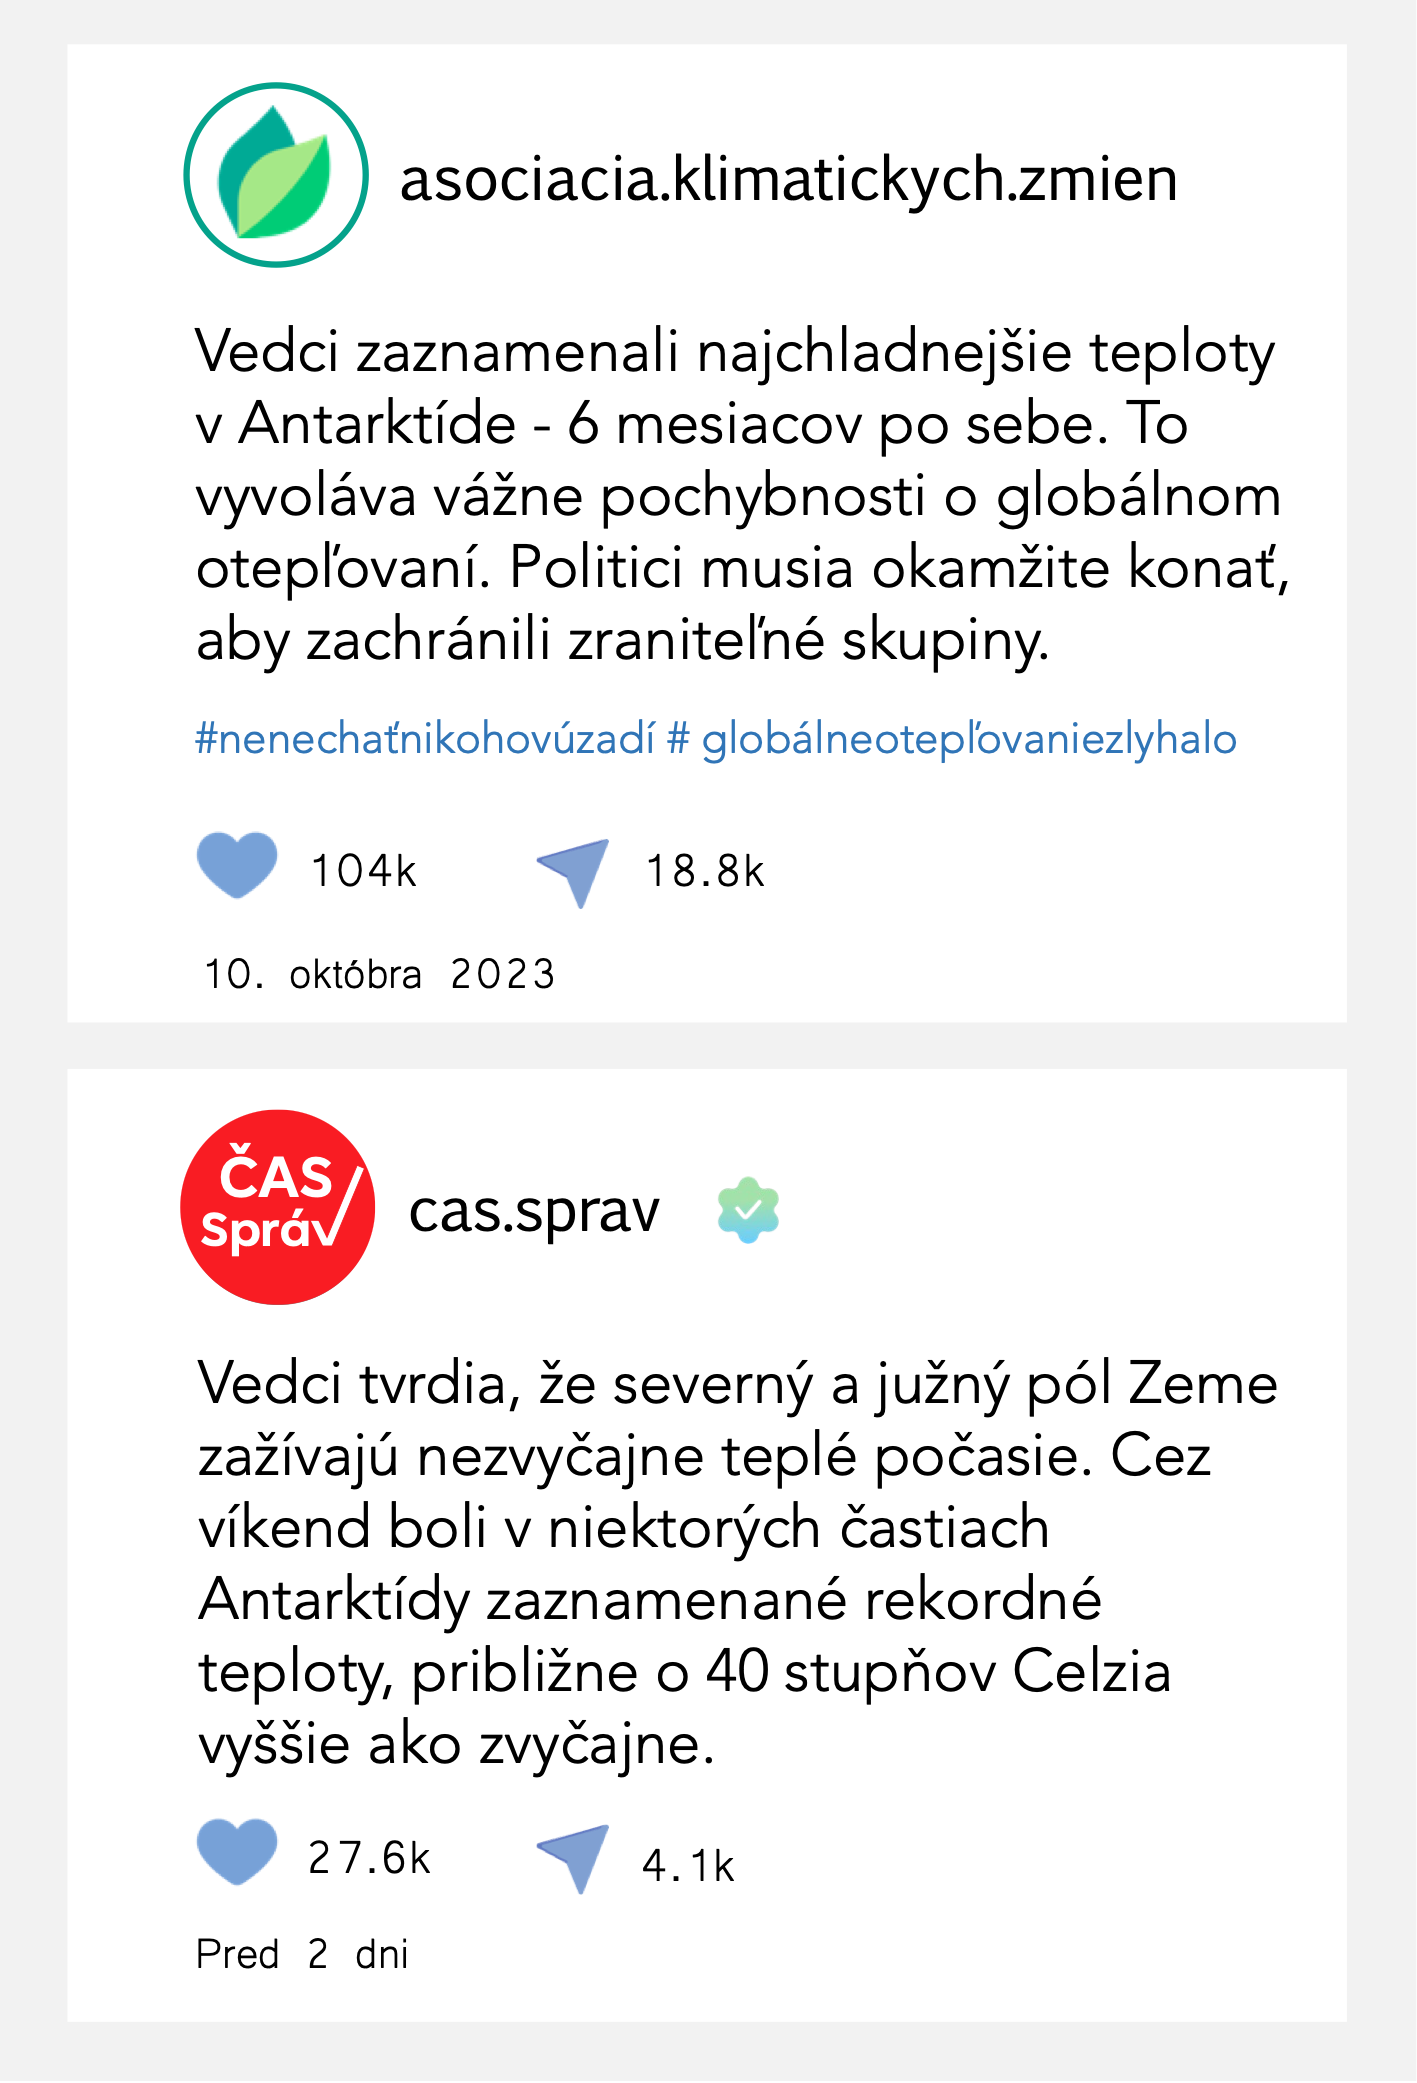 asociacia.klimatickych.zmien
Vedci zaznamenali najchladnejšie teploty
v Antarktíde - 6 mesiacov po sebe. To
vyvoláva vážne pochybnosti o globálnom
otepľovaní. Politici musia okamžite konať,
aby zachránili zraniteľné skupiny.
#nenechaťnikohovúzadí # globálneotepľovaniezlyhalo
104k 18.8k
10. októbra 2023
ČAS
Správ
cas.sprav
Vedci tvrdia, že severný a južný pól Zeme
zažívajú nezvyčajne teplé počasie. Cez
víkend boli v niektorých častiach
Antarktídy zaznamenané rekordné
teploty, približne o 40 stupňov Celzia
vyššie ako zvyčajne.
27.6k 4.1k
Pred 2 dni